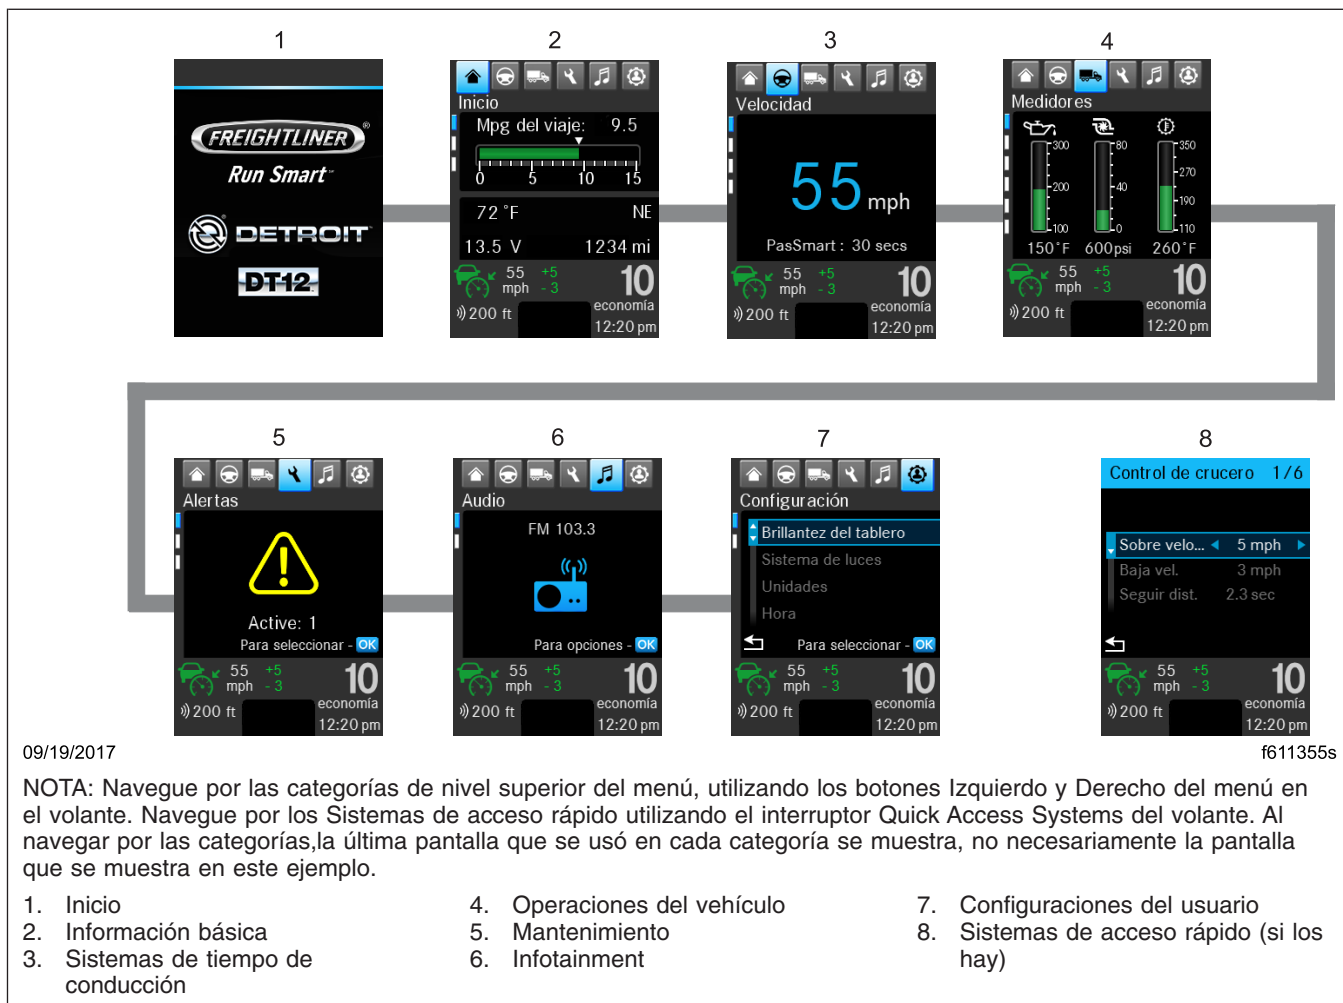 1
2
3
4
FREIGHTLINER®
Run Smart™
DETROIT
DT12
Inicio
Mpg del viaje: 9.5
0 5 10 15
72 °F NE
13.5 V 1234 mi
55 mph +5 - 3
10
economía
200 ft
12:20 pm
Velocidad
55 mph
PasSmart : 30 secs
55 mph +5 - 3
10
economía
200 ft
12:20 pm
Medidores
300 80 350
270
200 40 190
100 0 110
150°F 600psi 260°F
55 mph +5 - 3
10
economía
200 ft
12:20 pm
5
6
7
8
Alertas
Active: 1
Para seleccionar - OK
55 mph +5 - 3
10
economía
200 ft
12:20 pm
Audio
FM 103.3
Para opciones - OK
55 mph +5 - 3
10
economía
200 ft
12:20 pm
Configuración
Brillantez del tablero
Sistema de luces
Unidades
Hora
Para seleccionar - OK
55 mph +5 - 3
10
economía
200 ft
12:20 pm
Control de crucero 1/6
Sobre velo... 5 mph
Baja vel. 3 mph
Seguir dist. 2.3 sec
55 mph +5 - 3
10
economía
200 ft
12:20 pm
09/19/2017
f611355s
NOTA: Navegue por las categorías de nivel superior del menú, utilizando los botones Izquierdo y Derecho del menú en
el volante. Navegue por los Sistemas de acceso rápido utilizando el interruptor Quick Access Systems del volante. Al
navegar por las categorías,la última pantalla que se usó en cada categoría se muestra, no necesariamente la pantalla
que se muestra en este ejemplo.
1. Inicio
2. Información básica
3. Sistemas de tiempo de
conducción
4. Operaciones del vehículo
5. Mantenimiento
6. Infotainment
7. Configuraciones del usuario
8. Sistemas de acceso rápido (si los
hay)